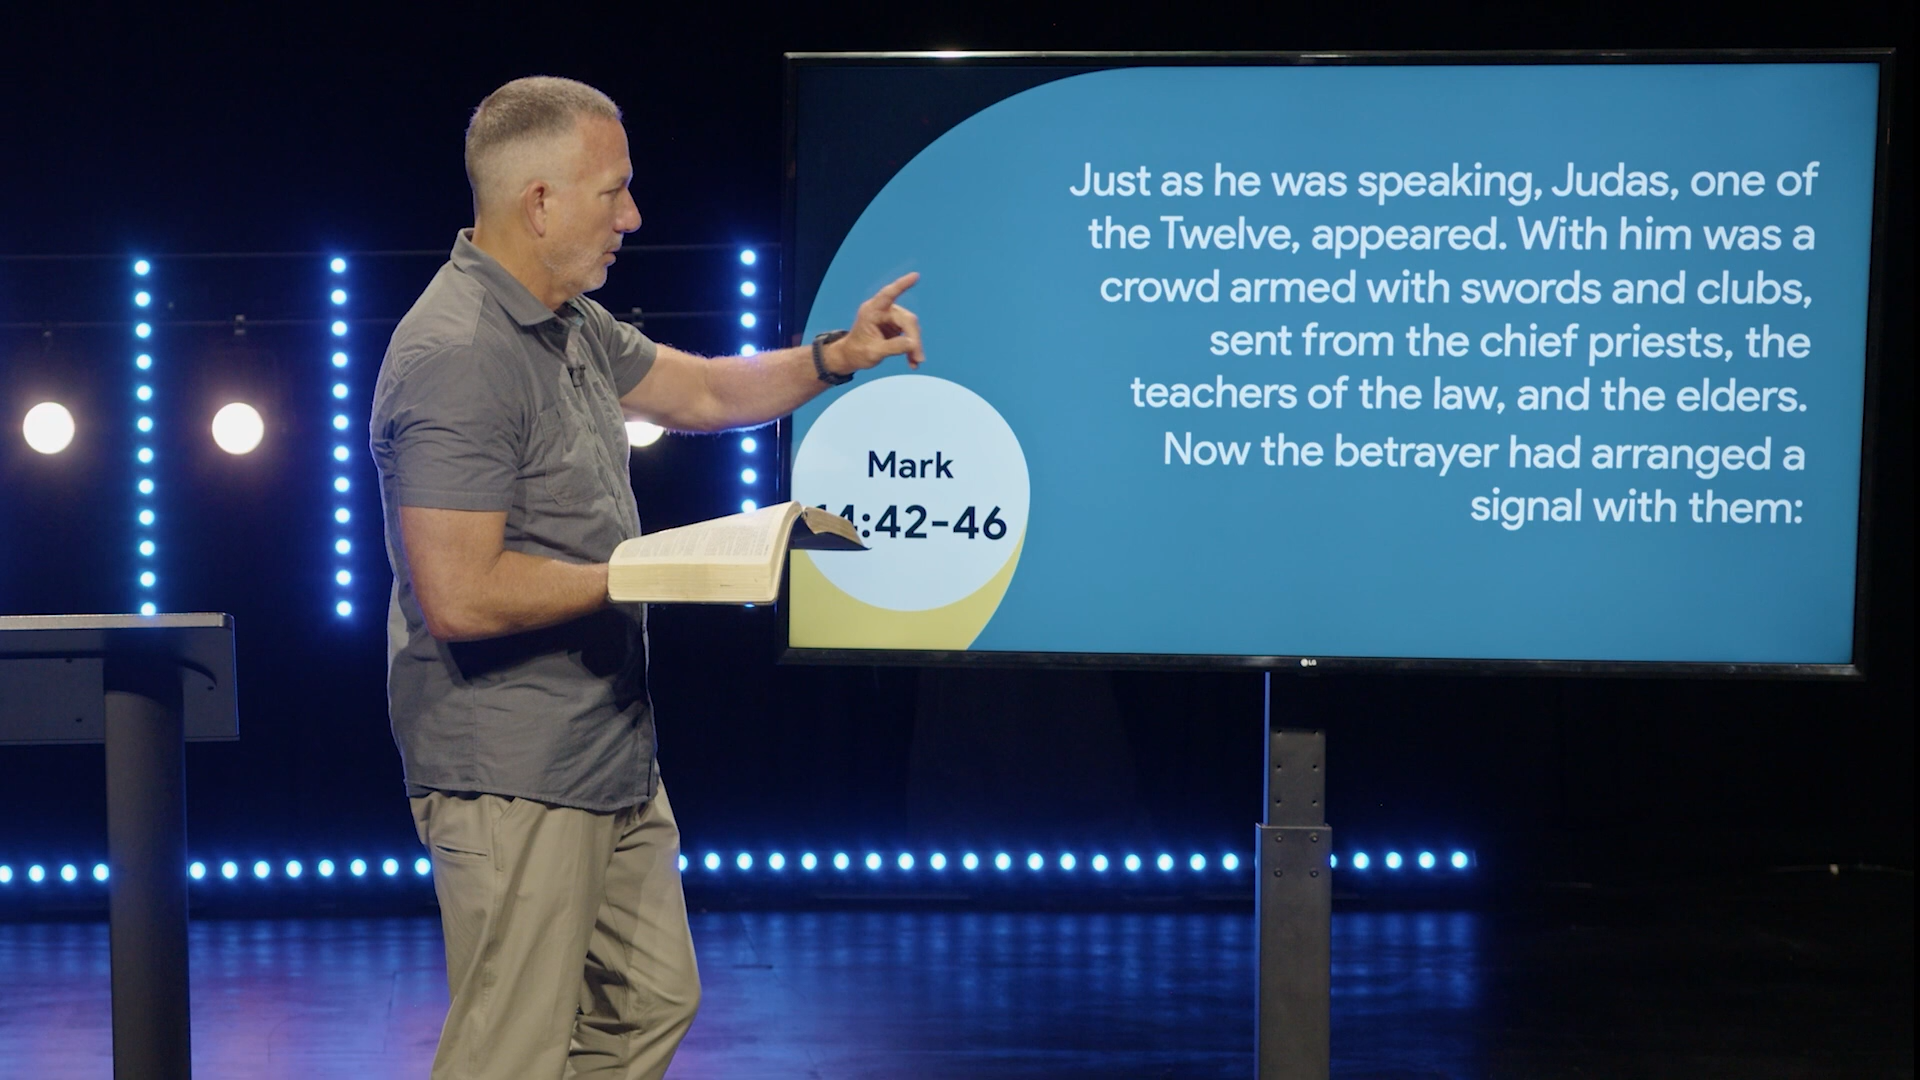 Just as he was speaking, Judas, one of
the Twelve, appeared. With him was a
crowd armed with swords and clubs,
sent from the chief priests, the
teachers of the law, and the elders.
Now the betrayer had arranged a
signal with them:
Mark
14:42-46
LG